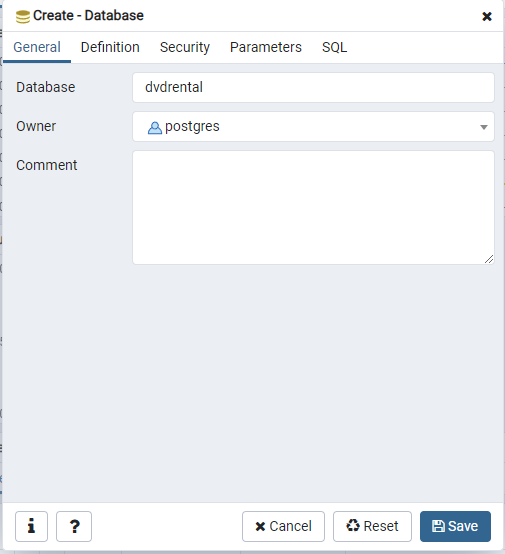 Create - Database
General Definition Security Parameters SQL
Database dvdrental
Owner postgres
Comment
i ? Cancel Reset Save